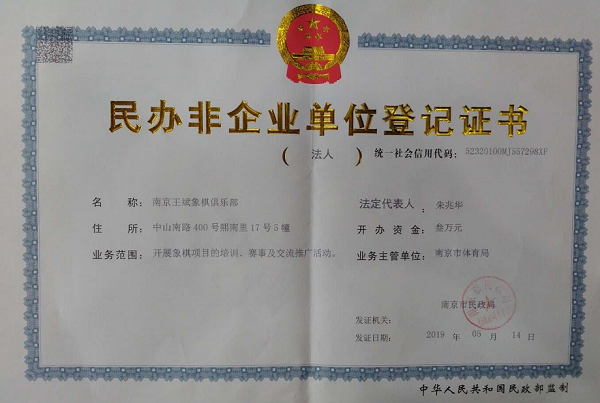 民办非企业单位登记证书
( 法人 ) 统一社会信用代码: 52320100MJ557298XF
名称: 南京王斌象棋俱乐部
住所: 中山南路400号熙南里17号5幢
业务范围: 开展象棋项目的培训、赛事及交流推广活动。
法定代表人: 朱兆华
开办资金: 叁万元
业务主管单位: 南京市体育局
南京市民政局
发证机关:
发证日期: 2019 年 05 月 14 日
中华人民共和国民政部监制